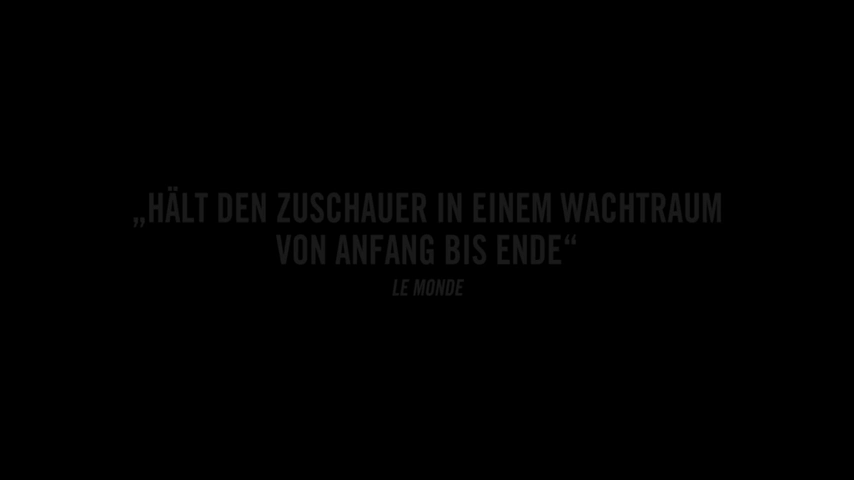 „HÄLT DEN ZUSCHAUER IN EINEM WACHTRAUM
VON ANFANG BIS ENDE“
LE MONDE